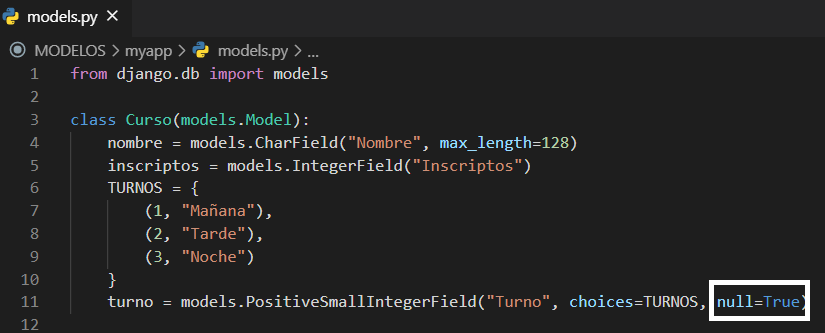 models.py ×
MODELOS > myapp > models.py > ...
1 from django.db import models
2
3 class Curso(models.Model):
4     nombre = models.CharField("Nombre", max_length=128)
5     inscriptos = models.IntegerField("Inscriptos")
6     TURNOS = {
7         (1, "Mañana"),
8         (2, "Tarde"),
9         (3, "Noche")
10     }
11     turno = models.PositiveSmallIntegerField("Turno", choices=TURNOS, null=True)
12